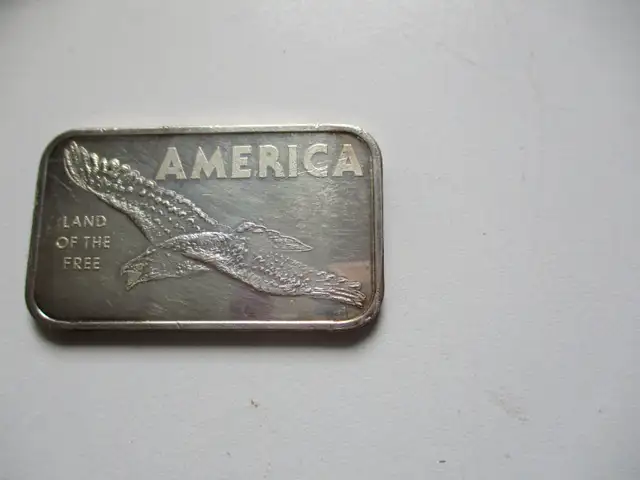 AMERICA
LAND
OF THE
FREE